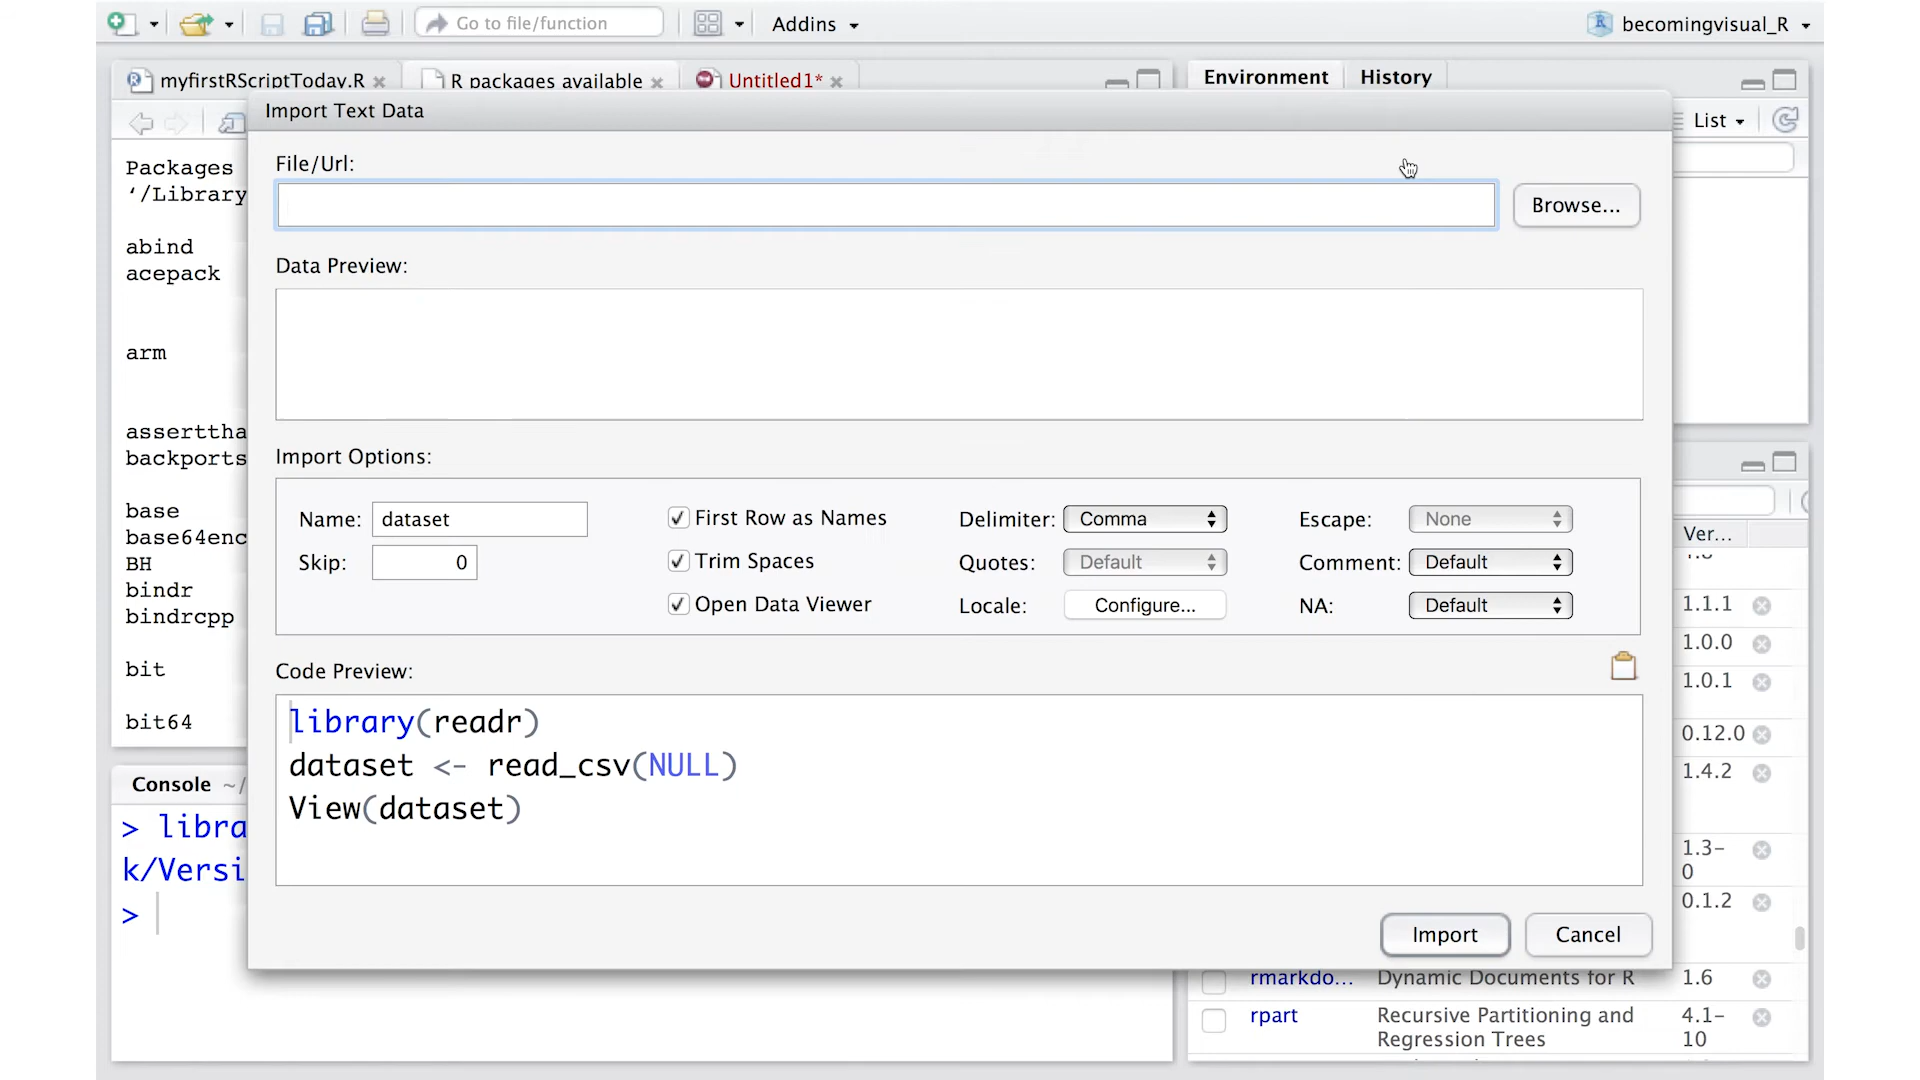 Go to file/function
Addins
becomingvisual_R
myfirstRScriptToday.R
R packages available
Untitled1*
Environment
History
Import Text Data
List
File/Url:
Packages
‘/Library
Browse...
abind
acepack
Data Preview:
arm
assertha
backports
Import Options:
base
base64enc
BH
bindr
bindrcpp
bit
bit64
Name: dataset
Skip: 0
First Row as Names
Trim Spaces
Open Data Viewer
Delimiter: Comma
Quotes: Default
Locale: Configure...
Escape: None
Comment: Default
NA: Default
Ver...
1.1.1
1.0.0
1.0.1
0.12.0
1.4.2
1.3-
0
0.1.2
Code Preview:
library(readr)
dataset <- read_csv(NULL)
View(dataset)
Console ~/
> libra
k/Versi
>
Import
Cancel
rmarkdo... Dynamic Documents for R 1.6
rpart Recursive Partitioning and 4.1-
Regression Trees 10